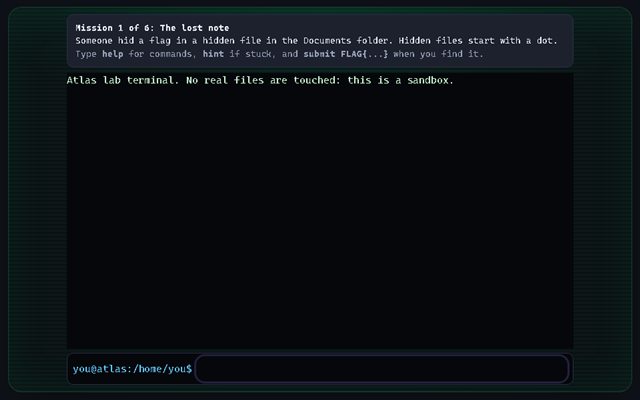 Mission 1 of 6: The lost note
Someone hid a flag in a hidden file in the Documents folder. Hidden files start with a dot.
Type help for commands, hint if stuck, and submit FLAG{...} when you find it.
Atlas lab terminal. No real files are touched: this is a sandbox.
you@atlas:/home/you$